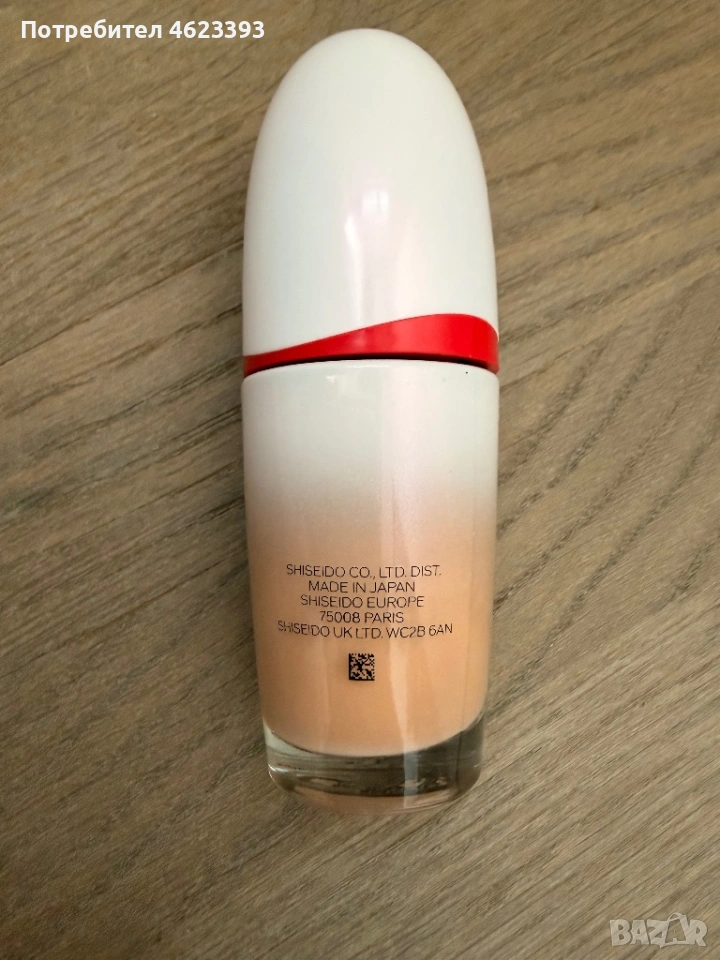 Потребител 4623393
SHISEIDO CO., LTD. DIST.
MADE IN JAPAN
SHISEIDO EUROPE
75008 PARIS
SHISEIDO UK LTD. WC2B 6AN
BAZAR